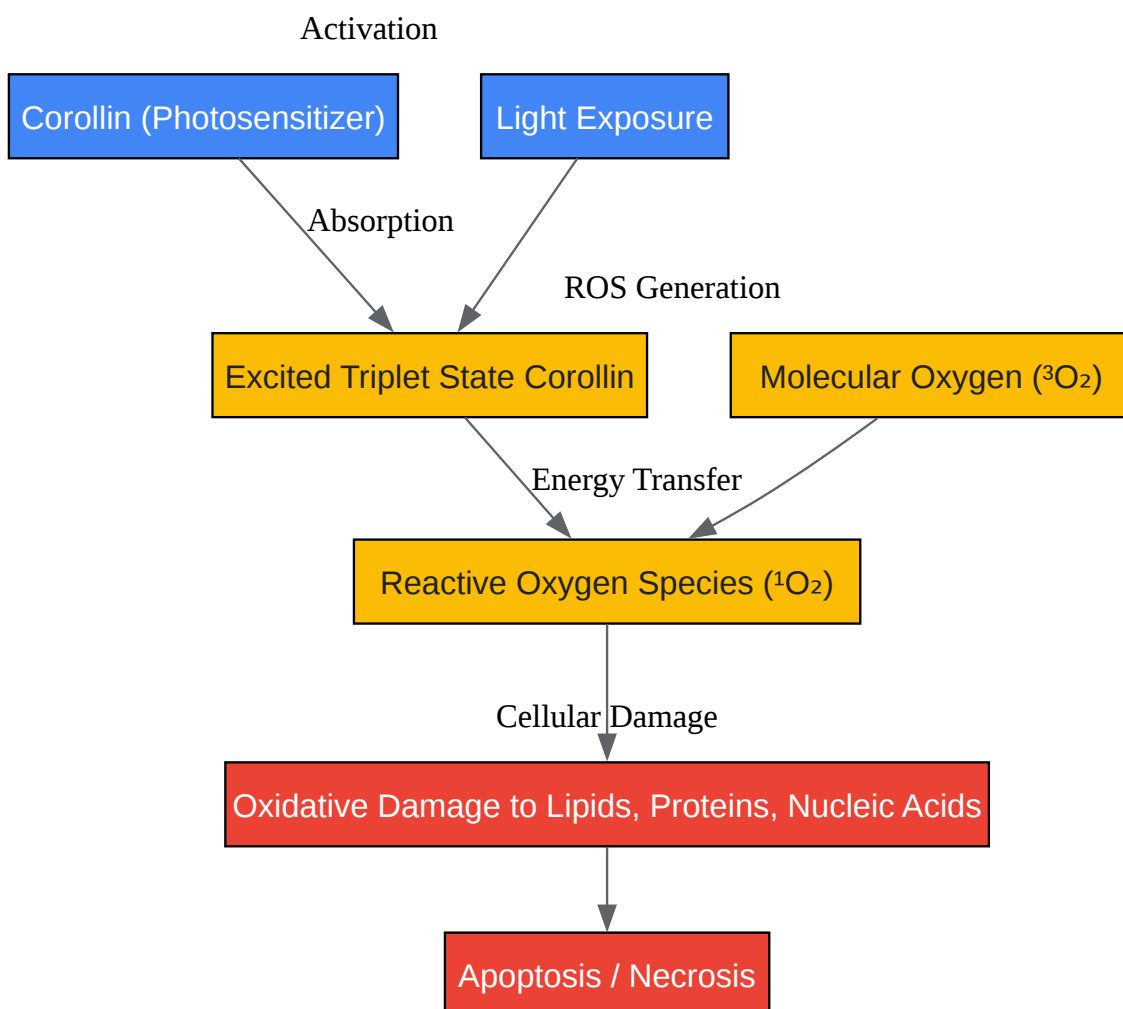 Activation
Corollin (Photosensitizer)
Light Exposure
Absorption
ROS Generation
Excited Triplet State Corollin
Molecular Oxygen (³O₂)
Energy Transfer
Reactive Oxygen Species (¹O₂)
Cellular Damage
Oxidative Damage to Lipids, Proteins, Nucleic Acids
Apoptosis / Necrosis